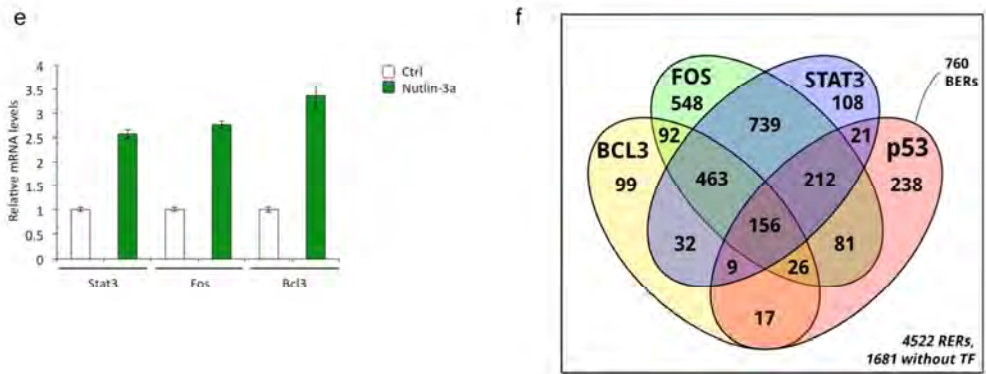 e
4
3.5
3
2.5
2
1.5
1
0.5
0
Relative mRNA levels
Ctrl
Nutlin-3a
Stat3
Fos
Bcl3
f
760
BERs
FOS
548
STAT3
108
92
739
21
BCL3
99
p53
238
463
212
156
32
81
9
26
17
4522 RERs,
1681 without TF